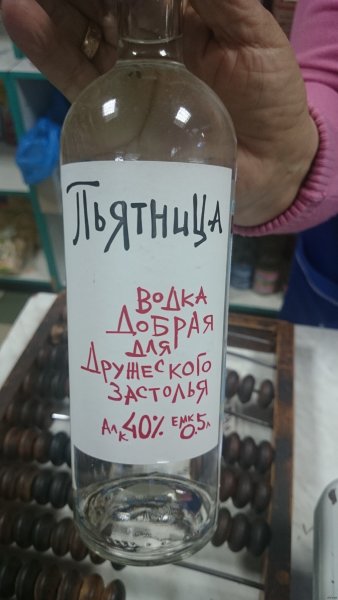 ПЬЯТНИЦА
ВОДКА
ДОБРАЯ
ДЛЯ
ДРУЖЕСКОГО
ЗАСТОЛЬЯ
Алк 40% ЕМК 0.5л